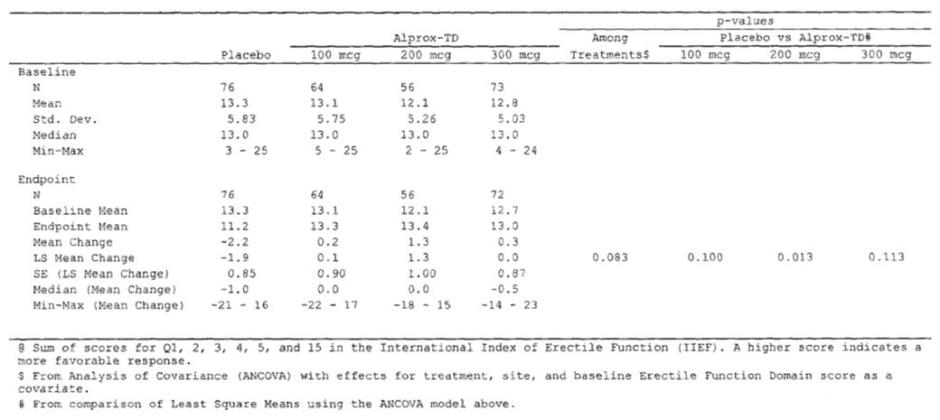 p-values
Alprox-TD Among Placebo vs Alprox-TD#
Placebo 100 mcg 200 mcg 300 mcg Treatments$ 100 mcg 200 mcg 300 mcg
Baseline
N 76 64 56 73
Mean 13.3 13.1 12.1 12.8
Std. Dev. 5.83 5.75 5.26 5.03
Median 13.0 13.0 13.0 13.0
Min-Max 3 - 25 5 - 25 2 - 25 4 - 24
Endpoint
N 76 64 56 72
Baseline Mean 13.3 13.1 12.1 12.7
Endpoint Mean 11.2 13.3 13.4 13.0
Mean Change -2.2 0.2 1.3 0.3
LS Mean Change -1.9 0.1 1.3 0.0 0.083 0.100 0.013 0.113
SE (LS Mean Change) 0.85 0.90 1.00 0.87
Median (Mean Change) -1.0 0.0 0.0 -0.5
Min-Max (Mean Change) -21 - 16 -22 - 17 -18 - 15 -14 - 23
@ Sum of scores for Q1, 2, 3, 4, 5, and 15 in the International Index of Erectile Function (IIEF). A higher score indicates a
more favorable response.
$ From Analysis of Covariance (ANCOVA) with effects for treatment, site, and baseline Erectile Function Domain score as a
covariate.
# From comparison of Least Square Means using the ANCOVA model above.